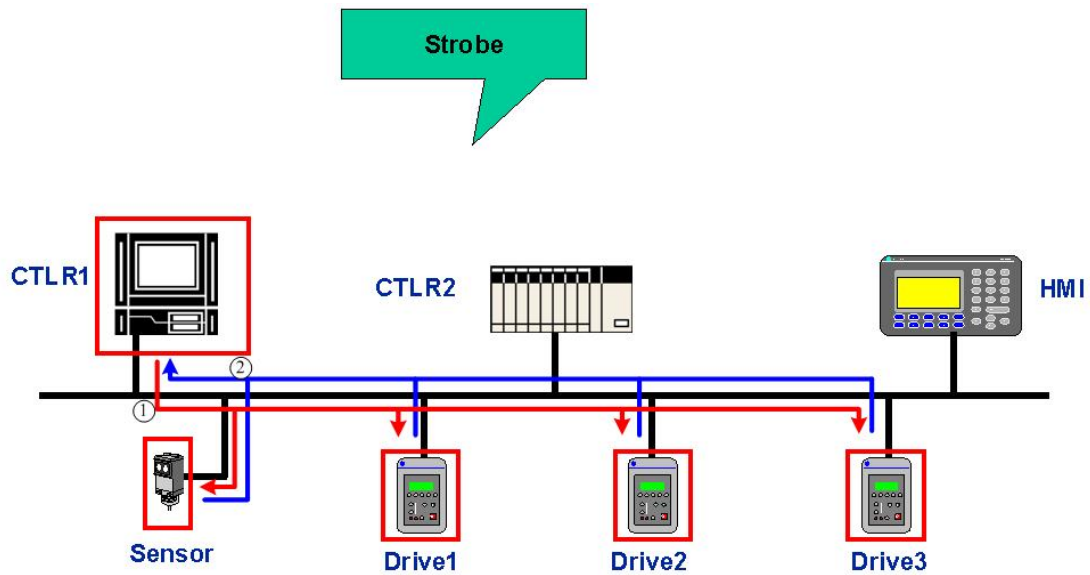 Strobe
CTLR1
CTLR2
HMI
②
①
Sensor
Drive1
Drive2
Drive3